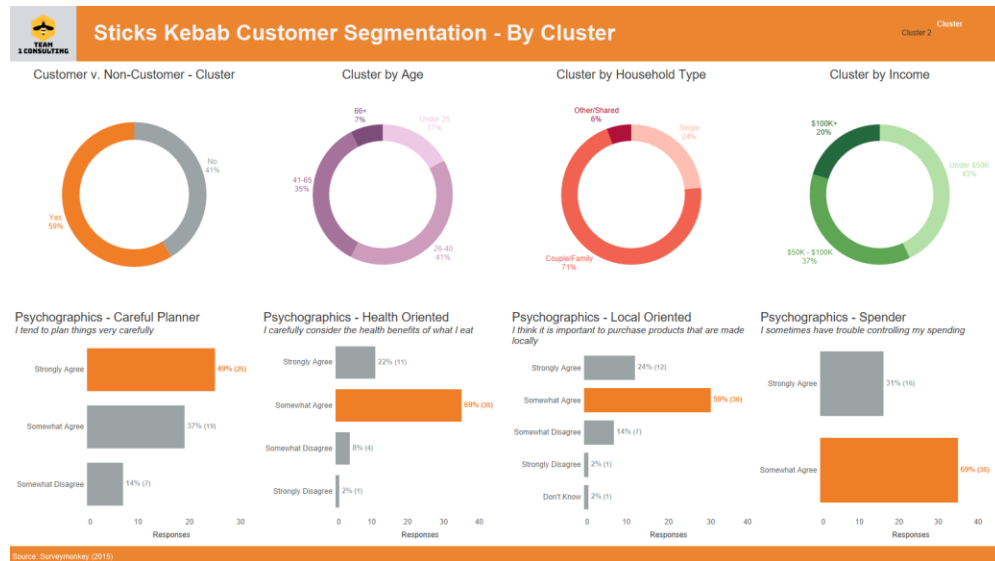 TEAM
1 CONSULTING
Sticks Kebab Customer Segmentation - By Cluster
Cluster
Cluster 2
Customer v. Non-Customer - Cluster
No
41%
Yes
59%
Cluster by Age
66+
7%
Under 25
17%
41-65
35%
26-40
41%
Cluster by Household Type
Other/Shared
6%
Single
24%
Couple/Family
71%
Cluster by Income
$100K+
20%
Under $50K
43%
$50K - $100K
37%
Psychographics - Careful Planner
I tend to plan things very carefully
Strongly Agree
49% (25)
Somewhat Agree
37% (19)
Somewhat Disagree
14% (7)
0 10 20 30
Responses
Psychographics - Health Oriented
I carefully consider the health benefits of what I eat
Strongly Agree
22% (11)
Somewhat Agree
69% (35)
Somewhat Disagree
8% (4)
Strongly Disagree
2% (1)
0 10 20 30 40
Responses
Psychographics - Local Oriented
I think it is important to purchase products that are made
locally
Strongly Agree
24% (12)
Somewhat Agree
59% (30)
Somewhat Disagree
14% (7)
Strongly Disagree
2% (1)
Don't Know
2% (1)
0 10 20 30 40
Responses
Psychographics - Spender
I sometimes have trouble controlling my spending
Strongly Agree
31% (16)
Somewhat Agree
69% (35)
0 10 20 30 40
Responses
Source: Surveymonkey (2015)